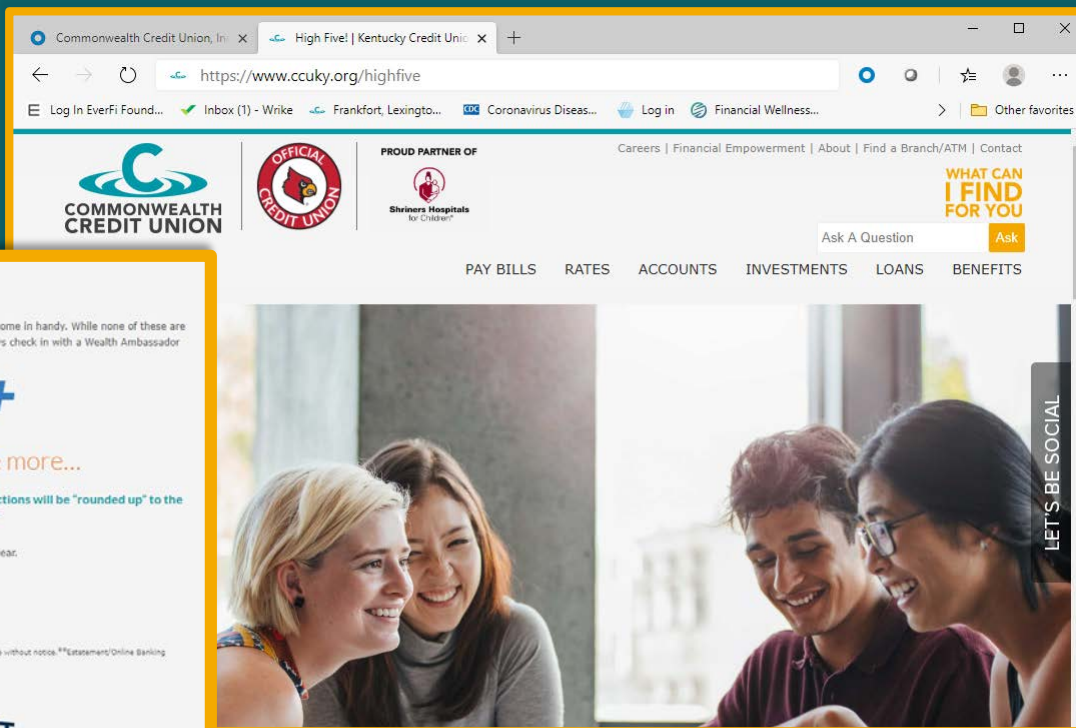 Commonwealth Credit Union, In
High Five! | Kentucky Credit Unio
https://www.ccuky.org/highfive
Log In EverFi Found...
Inbox (1) - Wrike
Frankfort, Lexingto...
CDC
Coronavirus Diseas...
Log in
Financial Wellness...
Other favorites
COMMONWEALTH
CREDIT UNION
OFFICIAL
CREDIT UNION
PROUD PARTNER OF
Shriners Hospitals
for Children®
Careers | Financial Empowerment | About | Find a Branch/ATM | Contact
WHAT CAN
I FIND
FOR YOU
Ask A Question
Ask
PAY BILLS RATES ACCOUNTS INVESTMENTS LOANS BENEFITS
LET'S BE SOCIAL
ome in handy. While none of these are
s check in with a Wealth Ambassador
more...
ctions will be "rounded up" to the
ear.
without notice. **Estatement/Online Banking